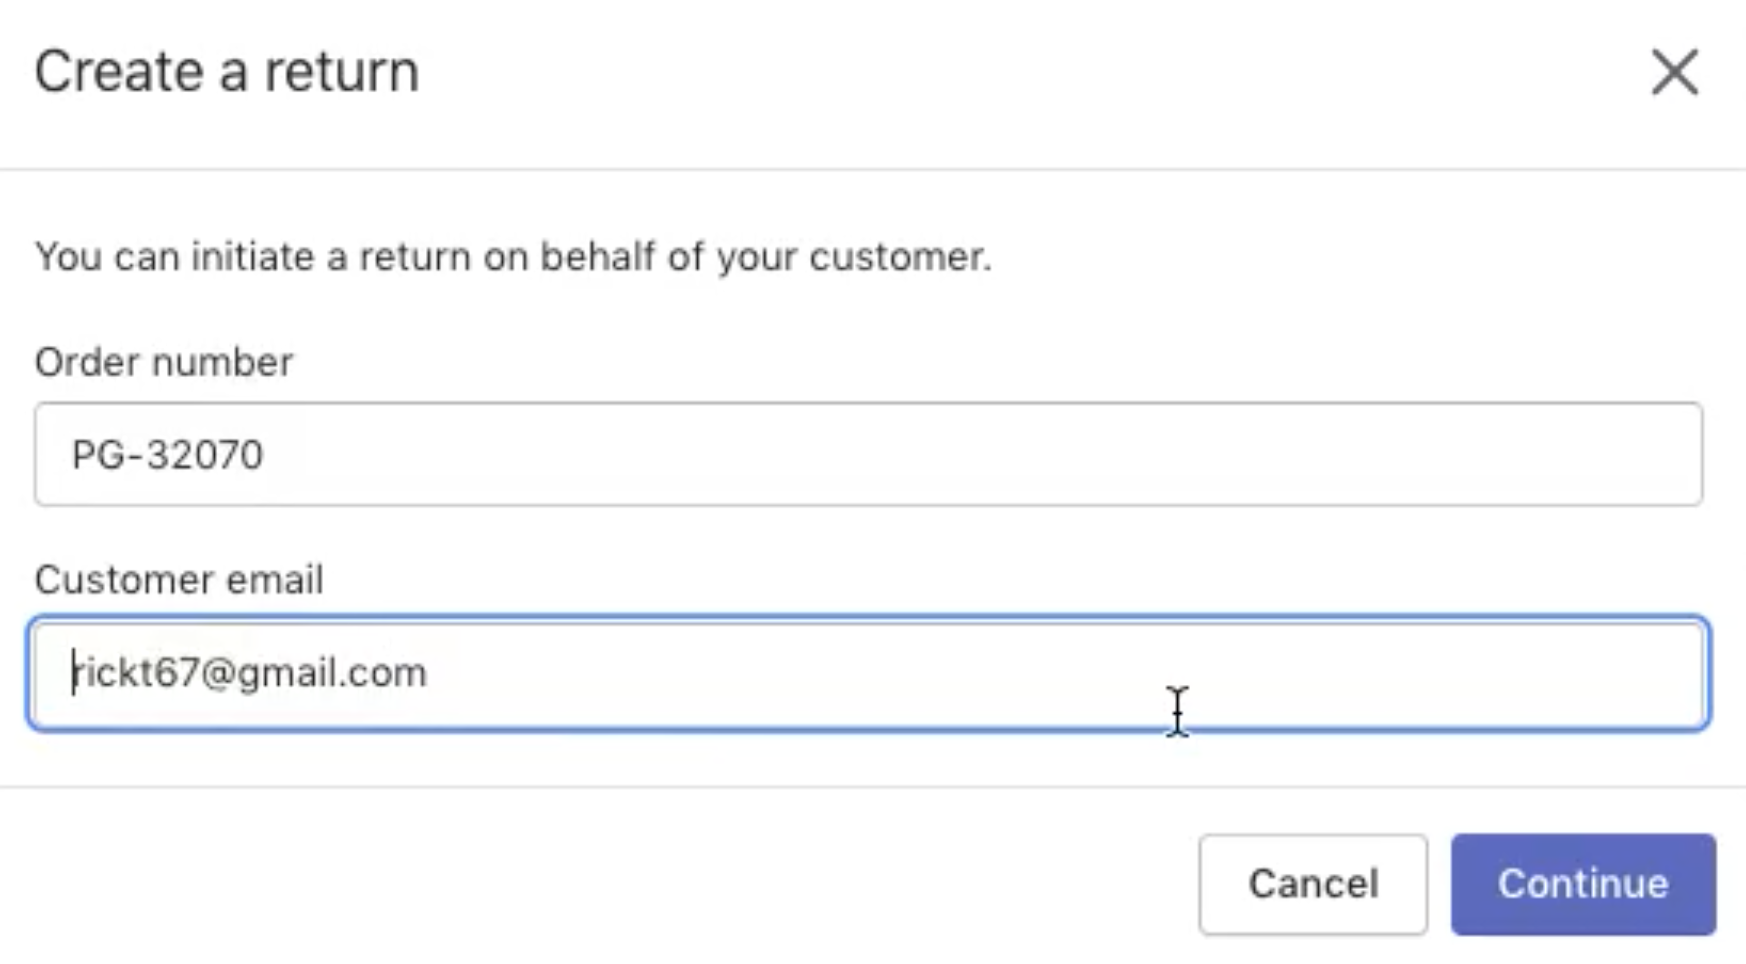 Create a return
You can initiate a return on behalf of your customer.
Order number
PG-32070
Customer email
rickt67@gmail.com
Cancel
Continue